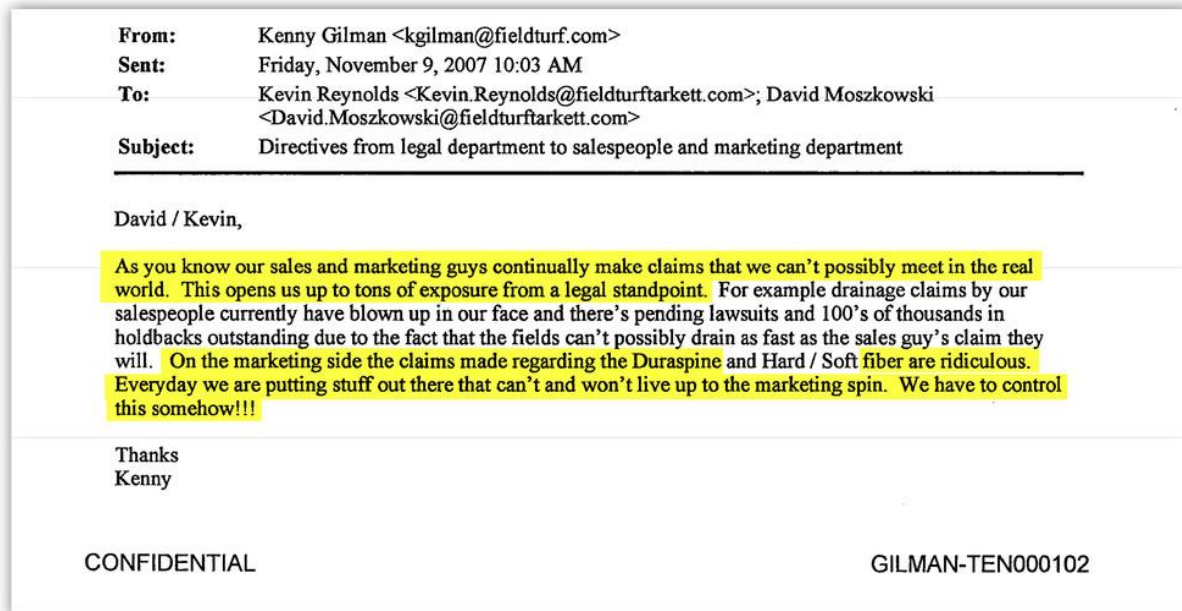 From: Kenny Gilman <kgilman@fieldturf.com>
Sent: Friday, November 9, 2007 10:03 AM
To: Kevin Reynolds <Kevin.Reynolds@fieldturftarkett.com>; David Moszkowski
<David.Moszkowski@fieldturftarkett.com>
Subject: Directives from legal department to salespeople and marketing department
David / Kevin,
As you know our sales and marketing guys continually make claims that we can't possibly meet in the real
world. This opens us up to tons of exposure from a legal standpoint. For example drainage claims by our
salespeople currently have blown up in our face and there's pending lawsuits and 100's of thousands in
holdbacks outstanding due to the fact that the fields can't possibly drain as fast as the sales guy's claim they
will. On the marketing side the claims made regarding the Duraspine and Hard / Soft fiber are ridiculous.
Everyday we are putting stuff out there that can't and won't live up to the marketing spin. We have to control
this somehow!!!
Thanks
Kenny
CONFIDENTIAL
GILMAN-TEN000102